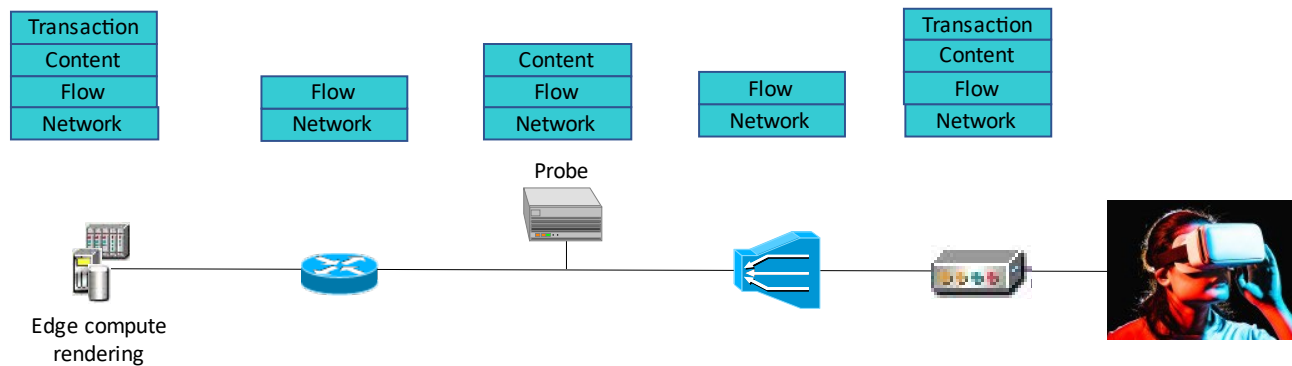 Transaction
Content
Flow
Network
Flow
Network
Content
Flow
Network
Probe
Flow
Network
Transaction
Content
Flow
Network
Edge compute
rendering